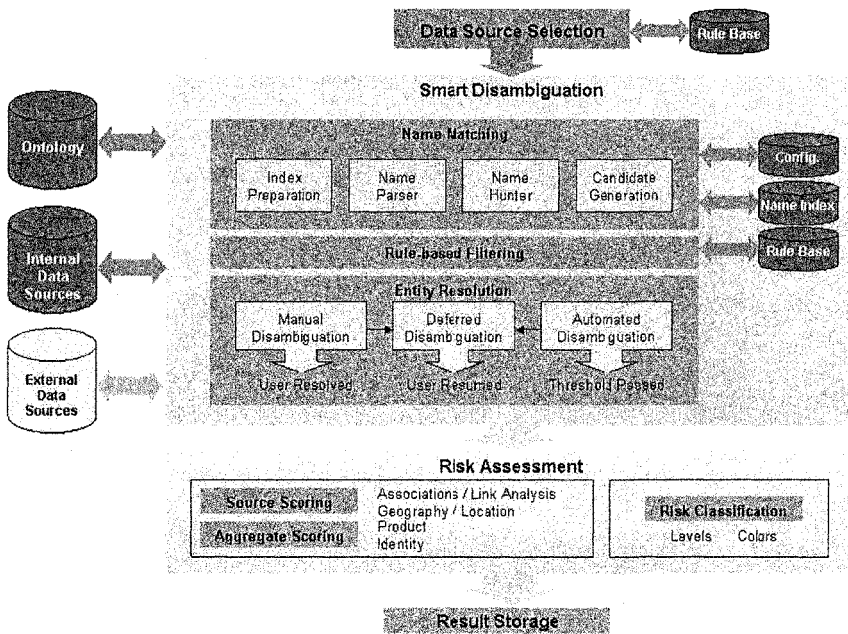 Data Source Selection
Rule Base
Smart Disambiguation
Ontology
Name Matching
Config.
Index
Preparation
Name
Parser
Name
Hunter
Candidate
Generation
Name Index
Internal
Data
Sources
Rule-based Filtering
Rule Base
Entity Resolution
Manual
Disambiguation
Deferred
Disambiguation
Automated
Disambiguation
External
Data
Sources
User Resolved
User Resumed
Threshold Passed
Risk Assessment
Source Scoring
Aggregate Scoring
Associations / Link Analysis
Geography / Location
Product
Identity
Risk Classification
Levels Colors
Result Storage